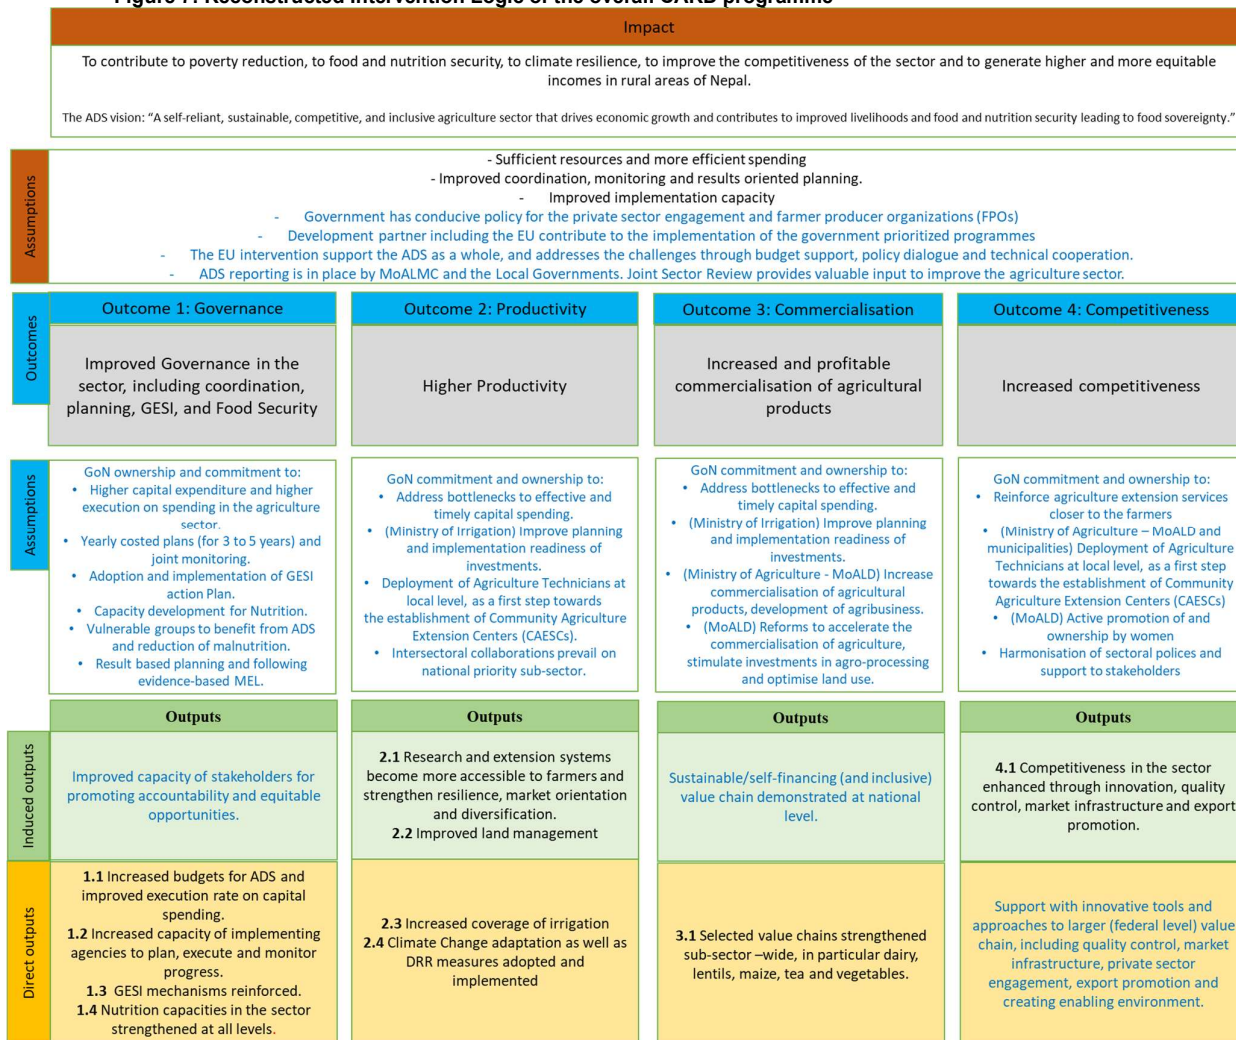 Figure 7: Reconstructed Intervention Logic of the overall CARD programme
Impact
To contribute to poverty reduction, to food and nutrition security, to climate resilience, to improve the competitiveness of the sector and to generate higher and more equitable
incomes in rural areas of Nepal.
The ADS vision: “A self-reliant, sustainable, competitive, and inclusive agriculture sector that drives economic growth and contributes to improved livelihoods and food and nutrition security leading to food sovereignty.”
Assumptions
- Sufficient resources and more efficient spending
- Improved coordination, monitoring and results oriented planning.
- Improved implementation capacity
- Government has conducive policy for the private sector engagement and farmer producer organizations (FPOs)
- Development partner including the EU contribute to the implementation of the government prioritized programmes
- The EU intervention support the ADS as a whole, and addresses the challenges through budget support, policy dialogue and technical cooperation.
- ADS reporting is in place by MoALMC and the Local Governments. Joint Sector Review provides valuable input to improve the agriculture sector.
Outcomes
Outcome 1: Governance
Improved Governance in the
sector, including coordination,
planning, GESI, and Food Security
Outcome 2: Productivity
Higher Productivity
Outcome 3: Commercialisation
Increased and profitable
commercialisation of agricultural
products
Outcome 4: Competitiveness
Increased competitiveness
Assumptions
GoN ownership and commitment to:
• Higher capital expenditure and higher
execution on spending in the agriculture
sector.
• Yearly costed plans (for 3 to 5 years) and
joint monitoring.
• Adoption and implementation of GESI
action Plan.
• Capacity development for Nutrition.
• Vulnerable groups to benefit from ADS
and reduction of malnutrition.
• Result based planning and following
evidence-based MEL.
GoN commitment and ownership to:
• Address bottlenecks to effective and
timely capital spending.
• (Ministry of Irrigation) Improve planning
and implementation readiness of
investments.
• Deployment of Agriculture Technicians at
local level, as a first step towards
the establishment of Community Agriculture
Extension Centers (CAESCs).
• Intersectoral collaborations prevail on
national priority sub-sector.
GoN commitment and ownership to:
• Address bottlenecks to effective and
timely capital spending.
• (Ministry of Irrigation) Improve planning
and implementation readiness of
investments.
• (Ministry of Agriculture - MoALD) Increase
commercialisation of agricultural
products, development of agribusiness.
• (MoALD) Reforms to accelerate the
commercialisation of agriculture,
stimulate investments in agro-processing
and optimise land use.
GoN commitment and ownership to:
• Reinforce agriculture extension services
closer to the farmers
• (Ministry of Agriculture – MoALD and
municipalities) Deployment of Agriculture
Technicians at local level, as a first step
towards the establishment of Community
Agriculture Extension Centers (CAESCs)
• (MoALD) Active promotion of and
ownership by women
• Harmonisation of sectoral polices and
support to stakeholders
Outputs
Outputs
Outputs
Outputs
Induced outputs
Improved capacity of stakeholders for
promoting accountability and equitable
opportunities.
2.1 Research and extension systems
become more accessible to farmers and
strengthen resilience, market orientation
and diversification.
2.2 Improved land management
Sustainable/self-financing (and inclusive)
value chain demonstrated at national
level.
4.1 Competitiveness in the sector
enhanced through innovation, quality
control, market infrastructure and export
promotion.
Direct outputs
1.1 Increased budgets for ADS and
improved execution rate on capital
spending.
1.2 Increased capacity of implementing
agencies to plan, execute and monitor
progress.
1.3 GESI mechanisms reinforced.
1.4 Nutrition capacities in the sector
strengthened at all levels.
2.3 Increased coverage of irrigation
2.4 Climate Change adaptation as well as
DRR measures adopted and
implemented
3.1 Selected value chains strengthened
sub-sector –wide, in particular dairy,
lentils, maize, tea and vegetables.
Support with innovative tools and
approaches to larger (federal level) value
chain, including quality control, market
infrastructure, private sector
engagement, export promotion and
creating enabling environment.